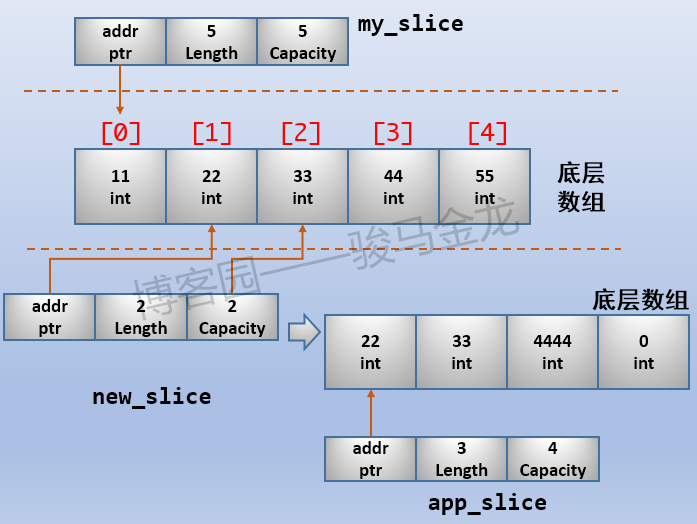 addr ptr
5 Length
5 Capacity
my_slice
[0] [1] [2] [3] [4]
11 int
22 int
33 int
44 int
55 int
底层
数组
博客园——骏马金龙
addr ptr
2 Length
2 Capacity
new_slice
底层数组
22 int
33 int
4444 int
0 int
addr ptr
3 Length
4 Capacity
app_slice